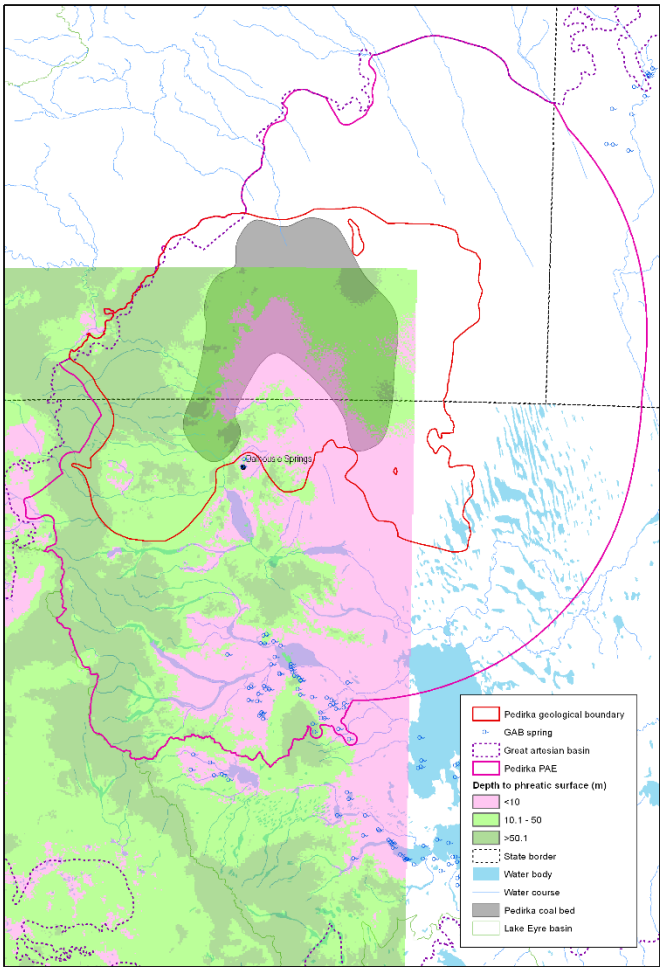 Dalhousie Springs
Pedirka geological boundary
GAB spring
Great artesian basin
Pedirka PAE
Depth to phreatic surface (m)
<10
10.1 - 50
>50.1
State border
Water body
Water course
Pedirka coal bed
Lake Eyre basin